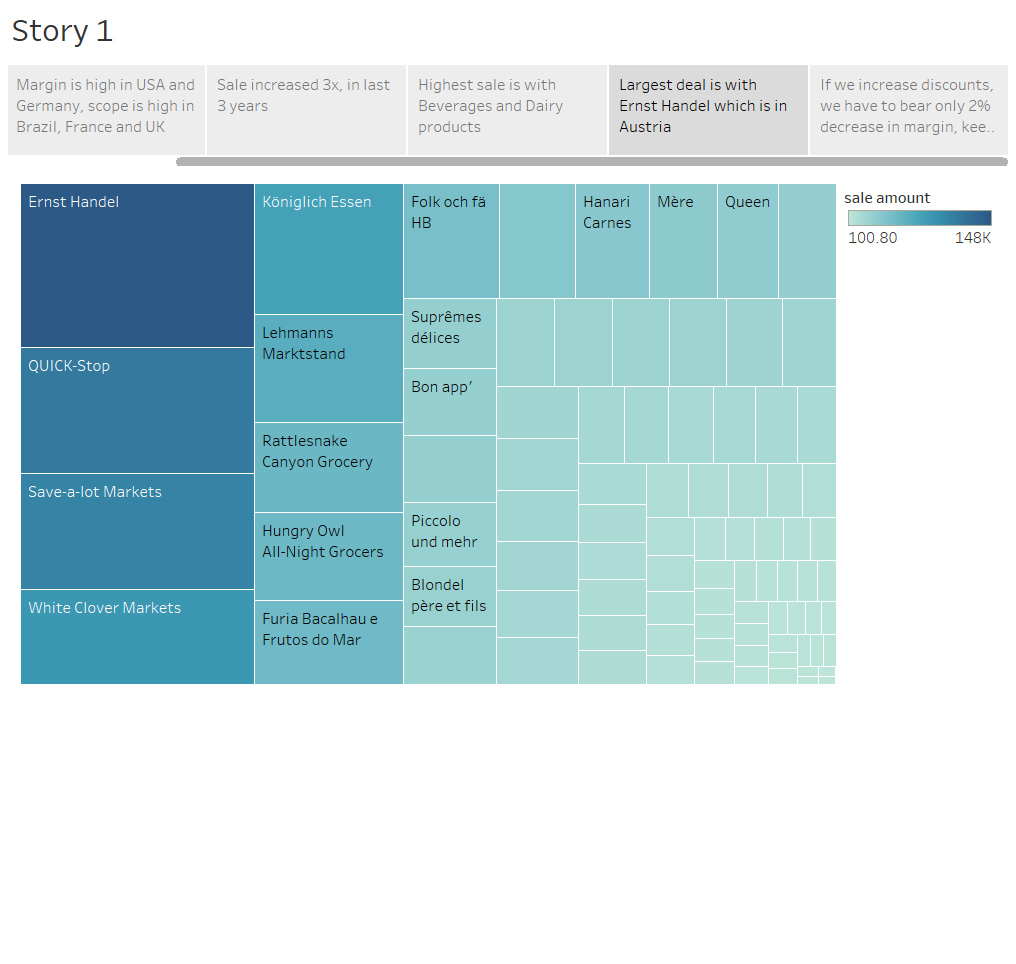 Story 1
Margin is high in USA and
Germany, scope is high in
Brazil, France and UK
Sale increased 3x, in last
3 years
Highest sale is with
Beverages and Dairy
products
Largest deal is with
Ernst Handel which is in
Austria
If we increase discounts,
we have to bear only 2%
decrease in margin, kee..
Ernst Handel
QUICK-Stop
Save-a-lot Markets
White Clover Markets
Königlich Essen
Lehmanns
Marktstand
Rattlesnake
Canyon Grocery
Hungry Owl
All-Night Grocers
Furia Bacalhau e
Frutos do Mar
Folk och fä
HB
Suprêmes
délices
Bon app'
Piccolo
und mehr
Blondel
père et fils
Hanari
Carnes
Mère
Queen
sale amount
100.80 148K